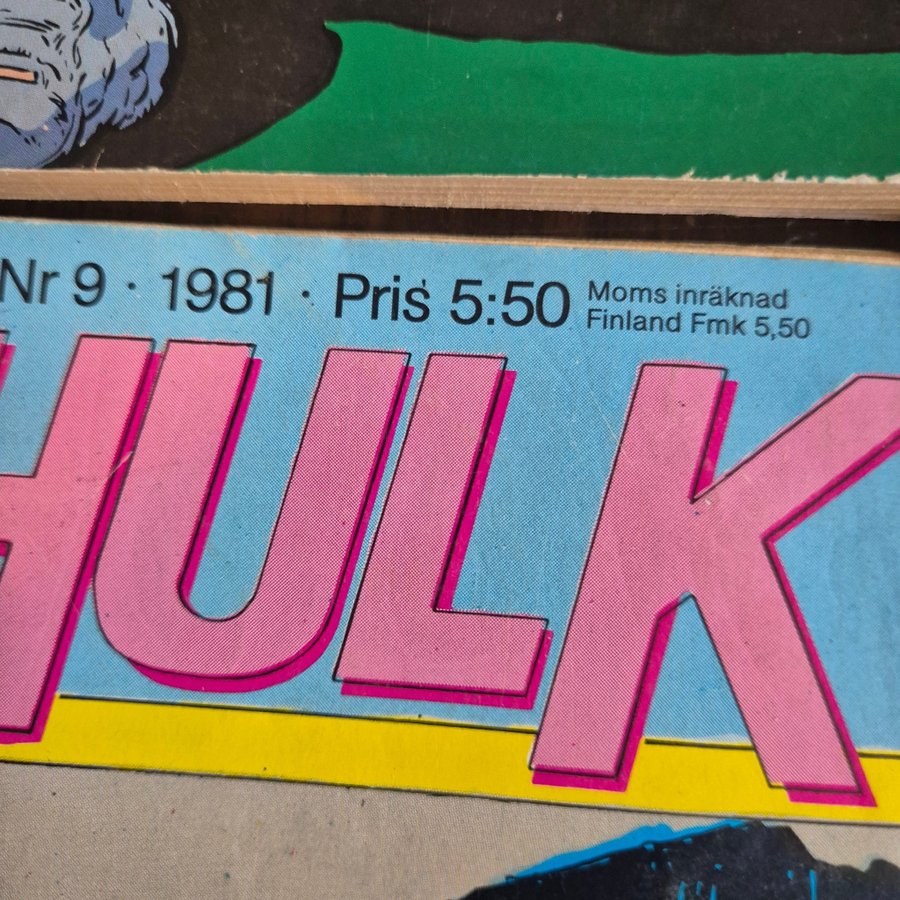 Nr 9 · 1981 · Pris 5:50 Moms inräknad
Finland Fmk 5,50
HULK